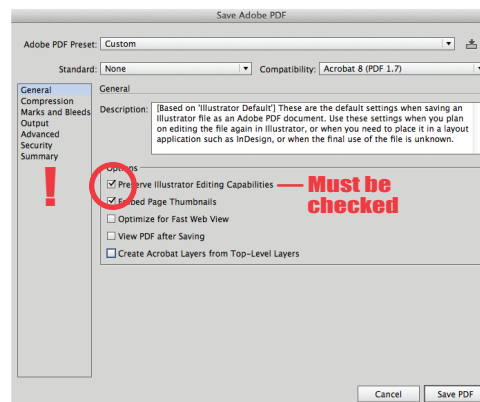 Save Adobe PDF
Adobe PDF Preset: Custom
Standard: None Compatibility: Acrobat 8 (PDF 1.7)
General
Compression
Marks and Bleeds
Output
Advanced
Security
Summary
!
General
Description: [Based on 'Illustrator Default'] These are the default settings when saving an
Illustrator file as an Adobe PDF document. Use these settings when you plan
on editing the file again in Illustrator, or when you need to place it in a layout
application such as InDesign, or when the final use of the file is unknown.
Options
Preserve Illustrator Editing Capabilities
Must be
checked
Embed Page Thumbnails
Optimize for Fast Web View
View PDF after Saving
Create Acrobat Layers from Top-Level Layers
Cancel Save PDF